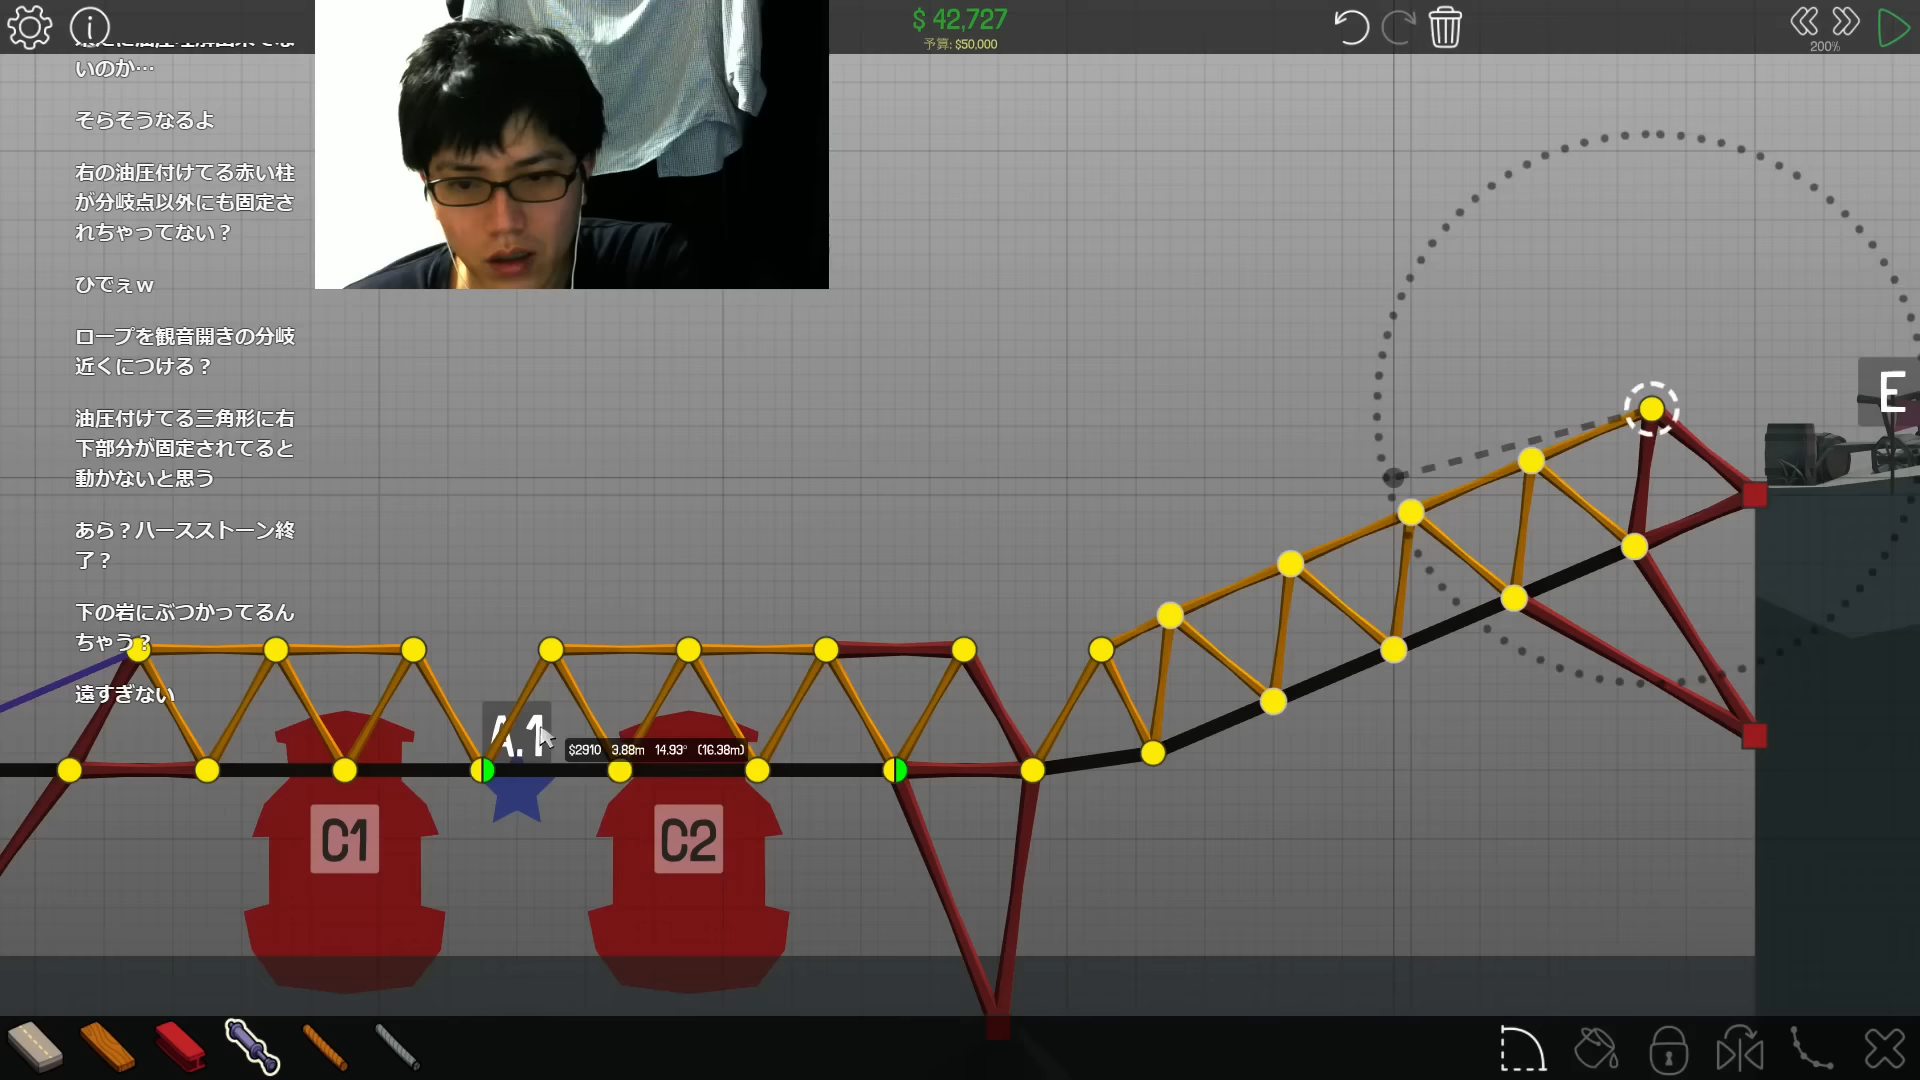 $ 42,727
予算: $50,000
200%
いのか…
そらそうなるよ
右の油圧付けてる赤い柱
が分岐点以外にも固定さ
れちゃってない？
ひでぇｗ
ロープを観音開きの分岐
近くにつける？
油圧付けてる三角形に右
下部分が固定されてると
動かないと思う
あら？ハースストーン終
了？
下の岩にぶつかってるん
ちゃう？
遠すぎない
E
A.1
$2910 3.88m 14.93° (16.38m)
C1
C2